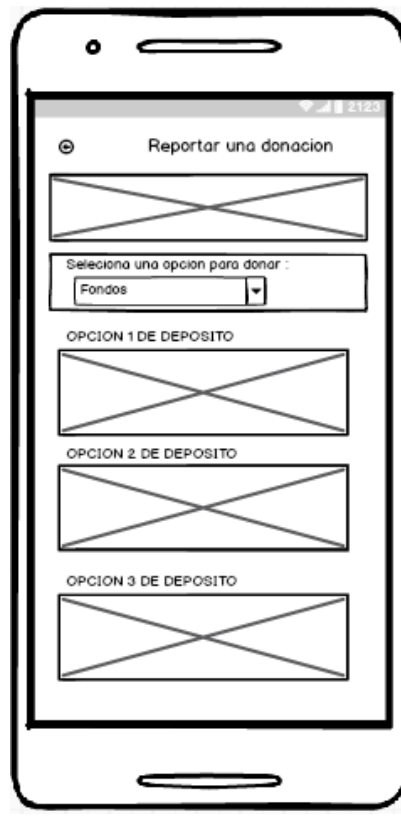 2123
Reportar una donacion
Seleciona una opcion para donar :
Fondos
OPCION 1 DE DEPOSITO
OPCION 2 DE DEPOSITO
OPCION 3 DE DEPOSITO